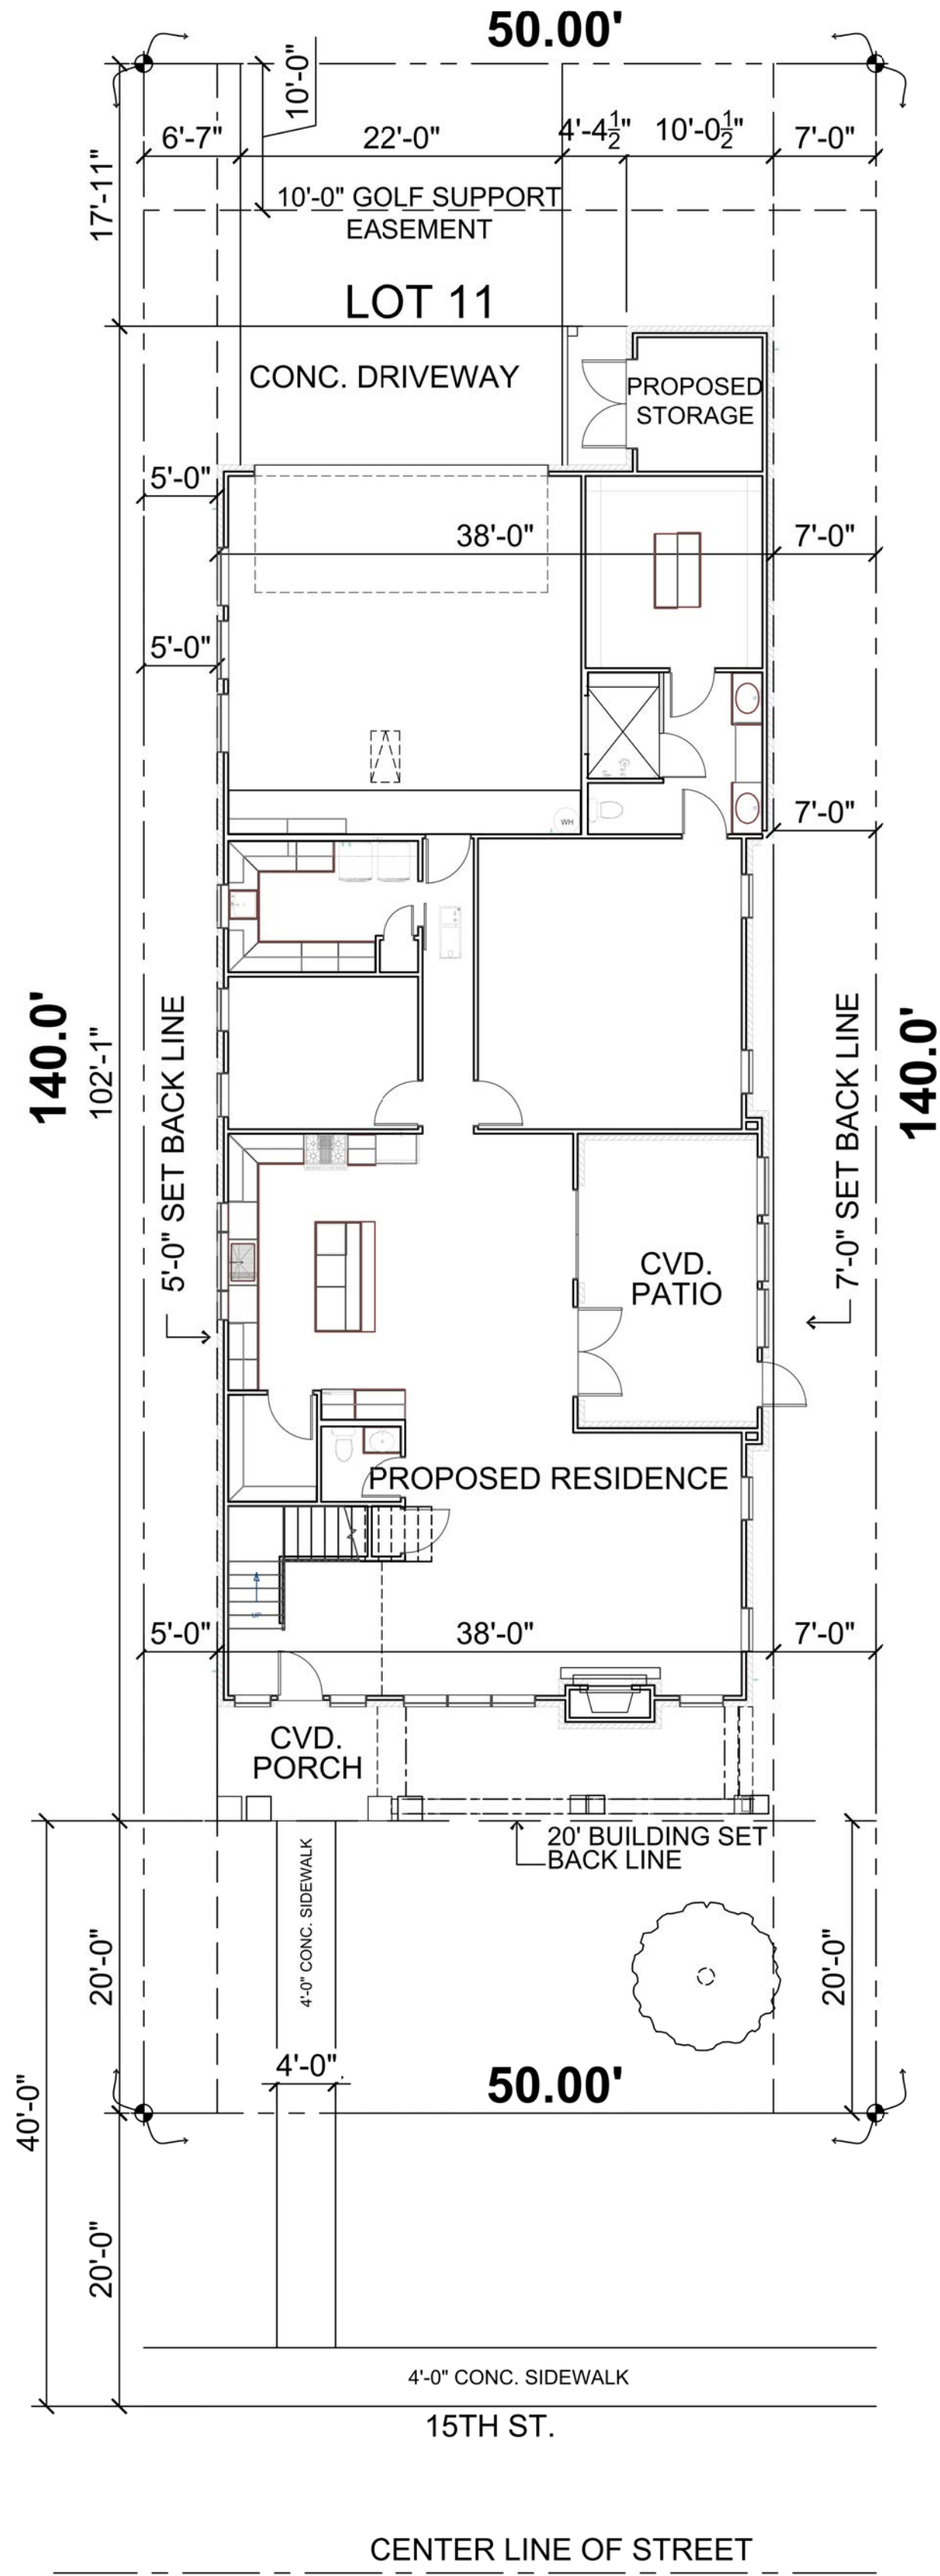 50.00'
10'-0"
6'-7"
22'-0"
4'-4½"
10'-0½"
7'-0"
17'-11"
10'-0" GOLF SUPPORT
EASEMENT
LOT 11
CONC. DRIVEWAY
PROPOSED
STORAGE
5'-0"
38'-0"
7'-0"
5'-0"
WH
7'-0"
140.0'
102'-1"
5'-0" SET BACK LINE
7'-0" SET BACK LINE
140.0'
CVD.
PATIO
PROPOSED RESIDENCE
UP
5'-0"
38'-0"
7'-0"
CVD.
PORCH
20' BUILDING SET
BACK LINE
4'-0" CONC. SIDEWALK
20'-0"
20'-0"
4'-0"
50.00'
40'-0"
20'-0"
4'-0" CONC. SIDEWALK
15TH ST.
CENTER LINE OF STREET